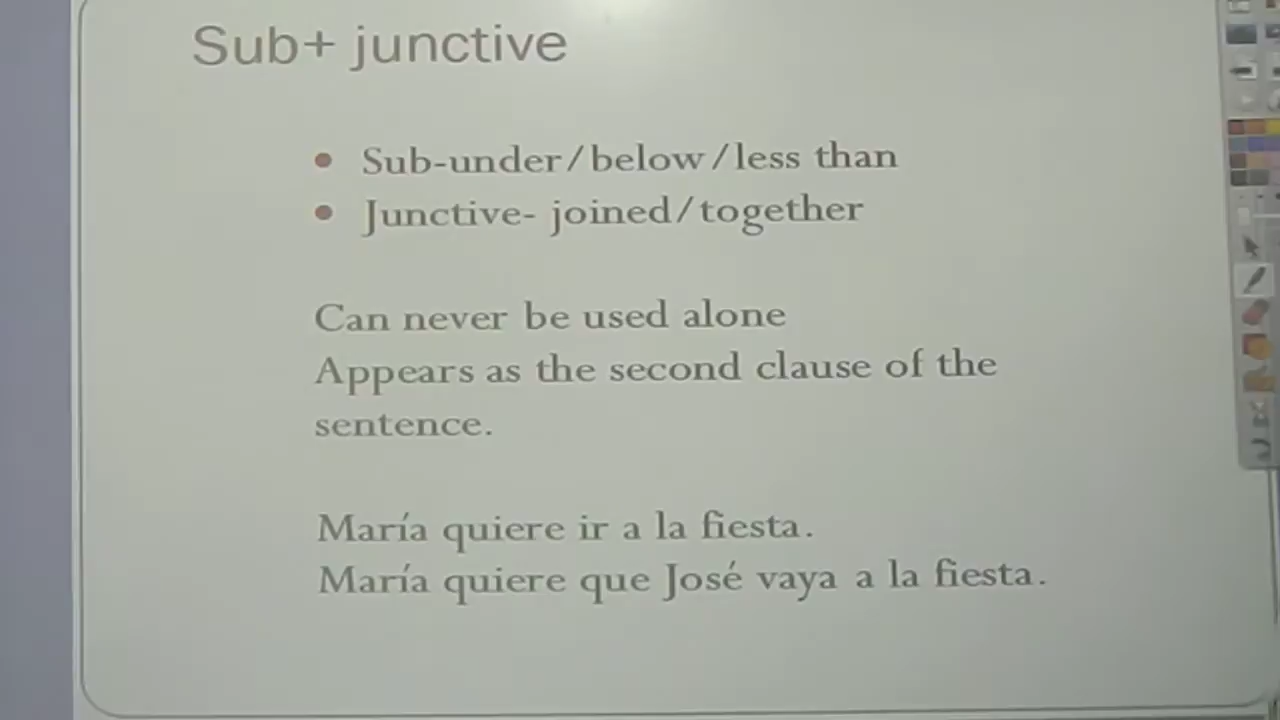 Sub+ junctive
• Sub-under/below/less than
• Junctive- joined/together
Can never be used alone
Appears as the second clause of the
sentence.
María quiere ir a la fiesta.
María quiere que José vaya a la fiesta.